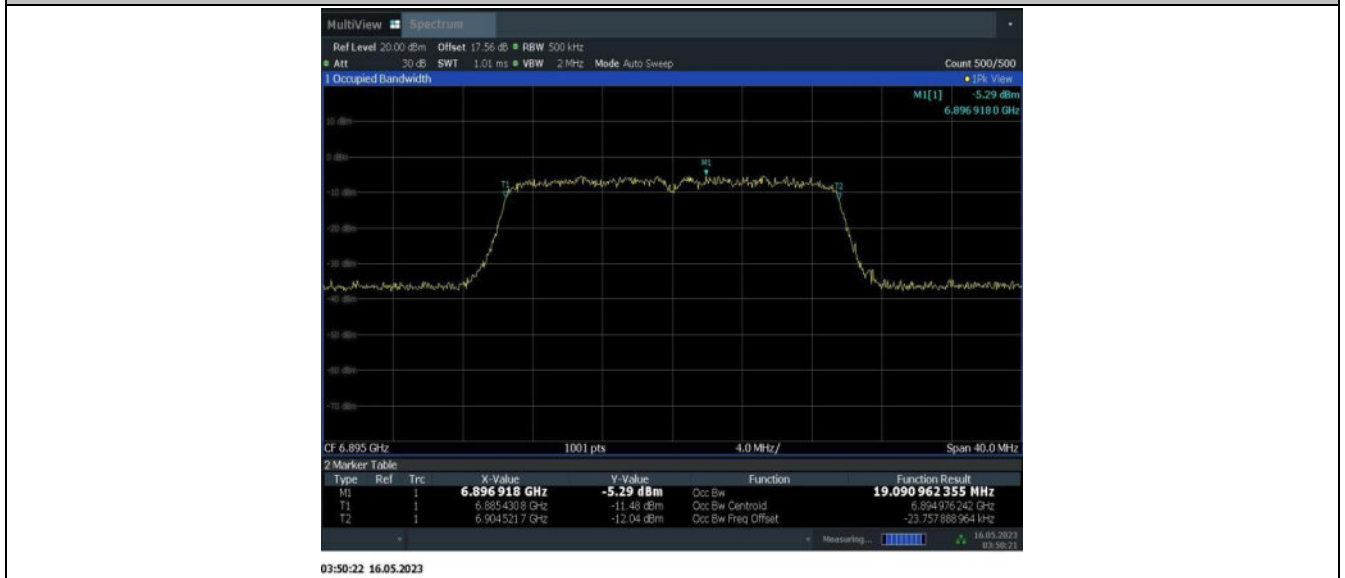 MultiView Spectrum
Ref Level 20.00 dBm Offset 17.56 dB RBW 500 kHz
Att 30 dB SWT 1.01 ms VBW 2 MHz Mode Auto Sweep Count 500/500
1 Occupied Bandwidth 1Pk View
M1[1] -5.29 dBm
6.896 918 0 GHz
10 dBm
0 dBm
M1
T1
T2
-10 dBm
-20 dBm
-30 dBm
-40 dBm
-50 dBm
-60 dBm
-70 dBm
CF 6.895 GHz 1001 pts 4.0 MHz/ Span 40.0 MHz
2 Marker Table
Type Ref Trc X-Value Y-Value Function Function Result
M1 1 6.896 918 GHz -5.29 dBm Occ Bw 19.090 962 355 MHz
T1 1 6.885 430 8 GHz -11.48 dBm Occ Bw Centroid 6.894 976 242 GHz
T2 1 6.904 521 7 GHz -12.04 dBm Occ Bw Freq Offset -23.757 888 964 kHz
Measuring... 16.05.2023
03:50:21
03:50:22 16.05.2023